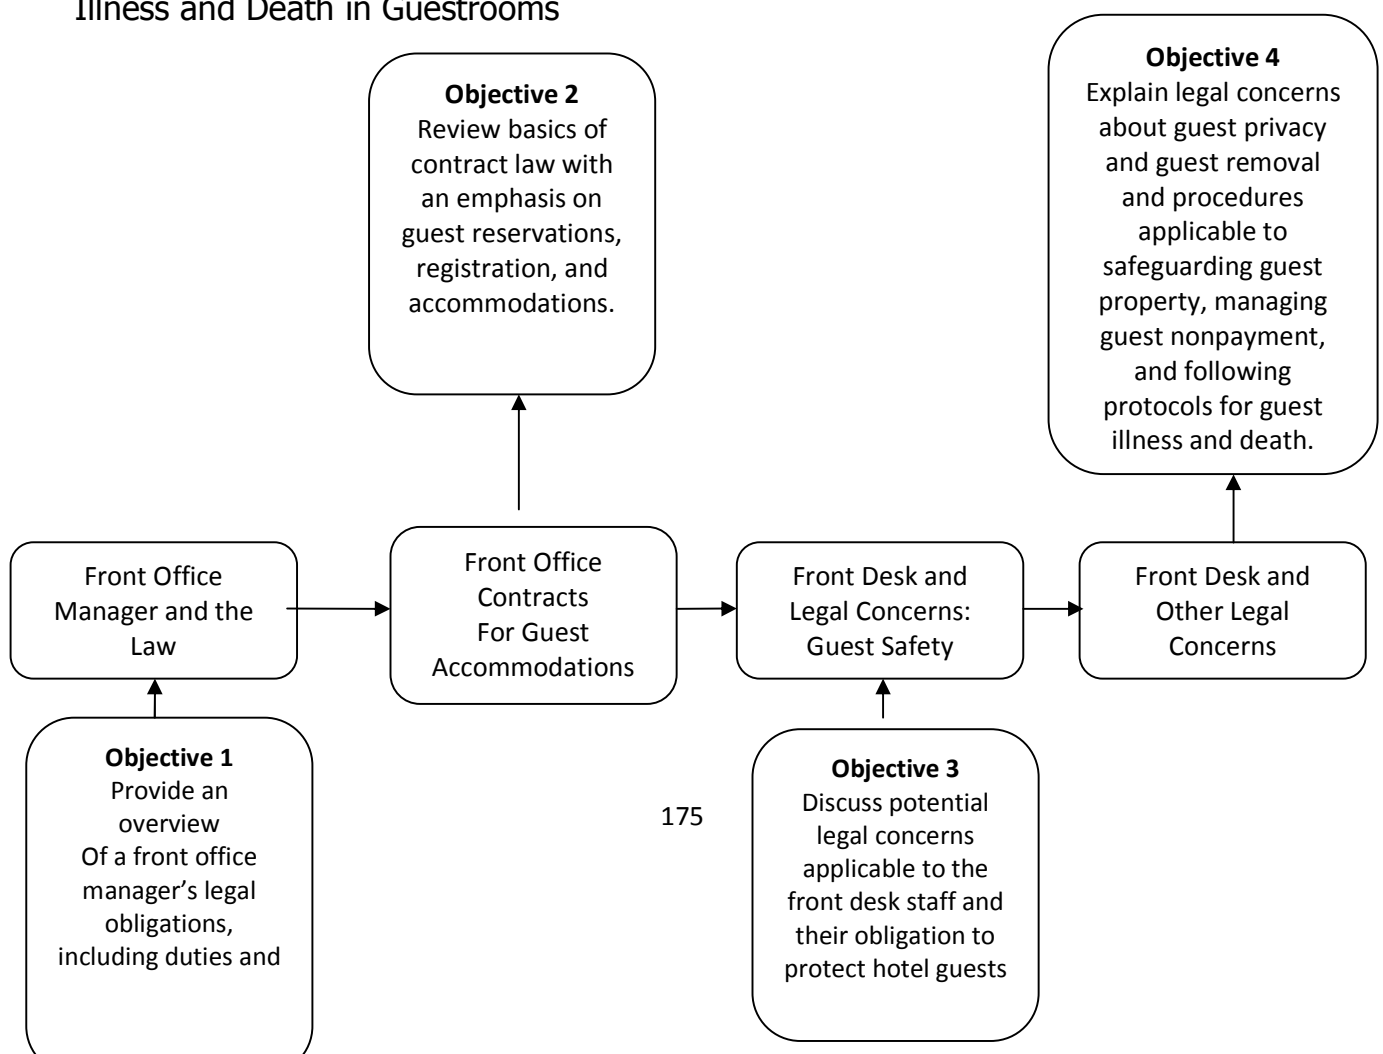 Illness and Death in Guestrooms
Objective 2
Review basics of
contract law with
an emphasis on
guest reservations,
registration, and
accommodations.
Objective 4
Explain legal concerns
about guest privacy
and guest removal
and procedures
applicable to
safeguarding guest
property, managing
guest nonpayment,
and following
protocols for guest
illness and death.
Front Office
Manager and the
Law
Front Office
Contracts
For Guest
Accommodations
Front Desk and
Legal Concerns:
Guest Safety
Front Desk and
Other Legal
Concerns
Objective 1
Provide an
overview
Of a front office
manager’s legal
obligations,
including duties and
175
Objective 3
Discuss potential
legal concerns
applicable to the
front desk staff and
their obligation to
protect hotel guests